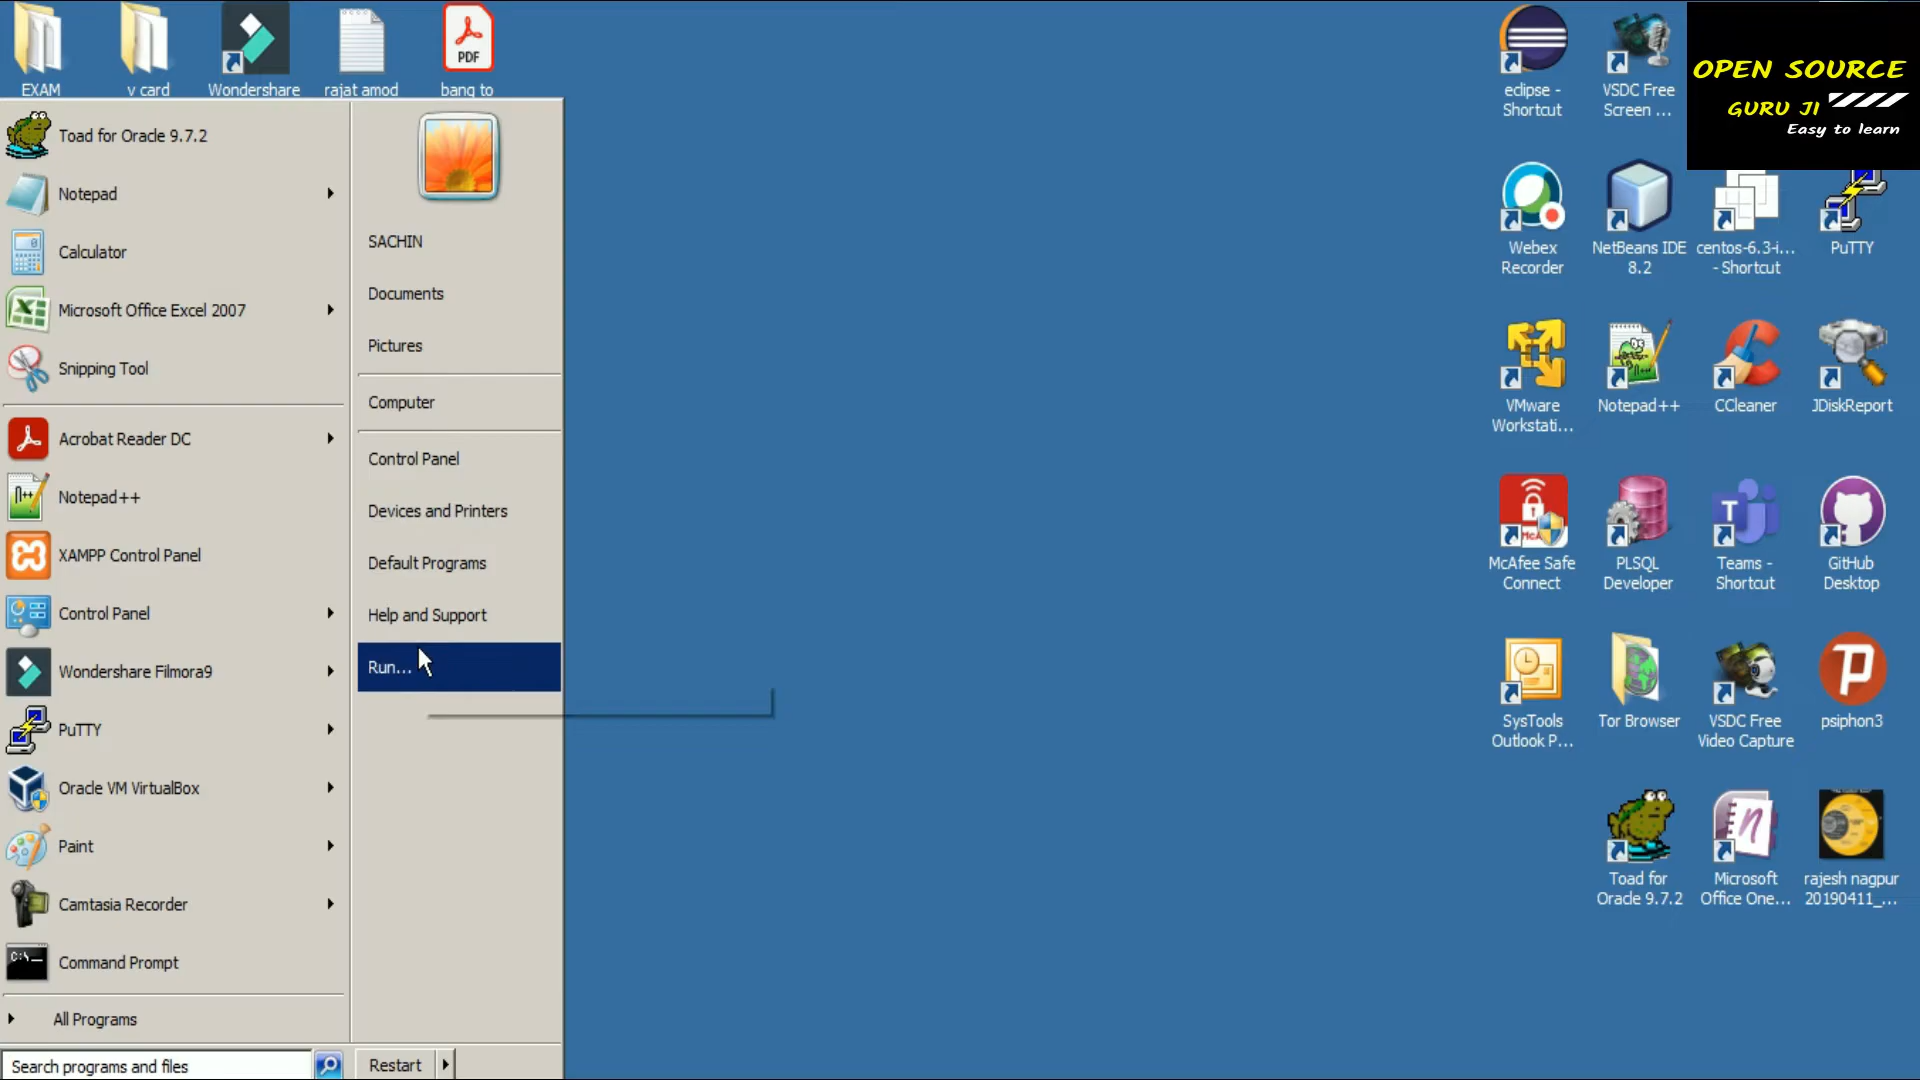 EXAM
v card
Wondershare
rajat amod
PDF
bang to
Toad for Oracle 9.7.2
Notepad
Calculator
Microsoft Office Excel 2007
Snipping Tool
Acrobat Reader DC
Notepad++
XAMPP Control Panel
Control Panel
Wondershare Filmora9
PuTTY
Oracle VM VirtualBox
Paint
Camtasia Recorder
Command Prompt
All Programs
Search programs and files
SACHIN
Documents
Pictures
Computer
Control Panel
Devices and Printers
Default Programs
Help and Support
Run...
Restart
eclipse -
Shortcut
VSDC Free
Screen ...
OPEN SOURCE
GURU JI
Easy to learn
Webex
Recorder
NetBeans IDE
8.2
centos-6.3-i...
- Shortcut
PuTTY
VMware
Workstati...
Notepad++
CCleaner
JDiskReport
McAfee Safe
Connect
PLSQL
Developer
Teams -
Shortcut
GitHub
Desktop
SysTools
Outlook P...
Tor Browser
VSDC Free
Video Capture
psiphon3
Toad for
Oracle 9.7.2
Microsoft
Office One...
rajesh nagpur
20190411_...